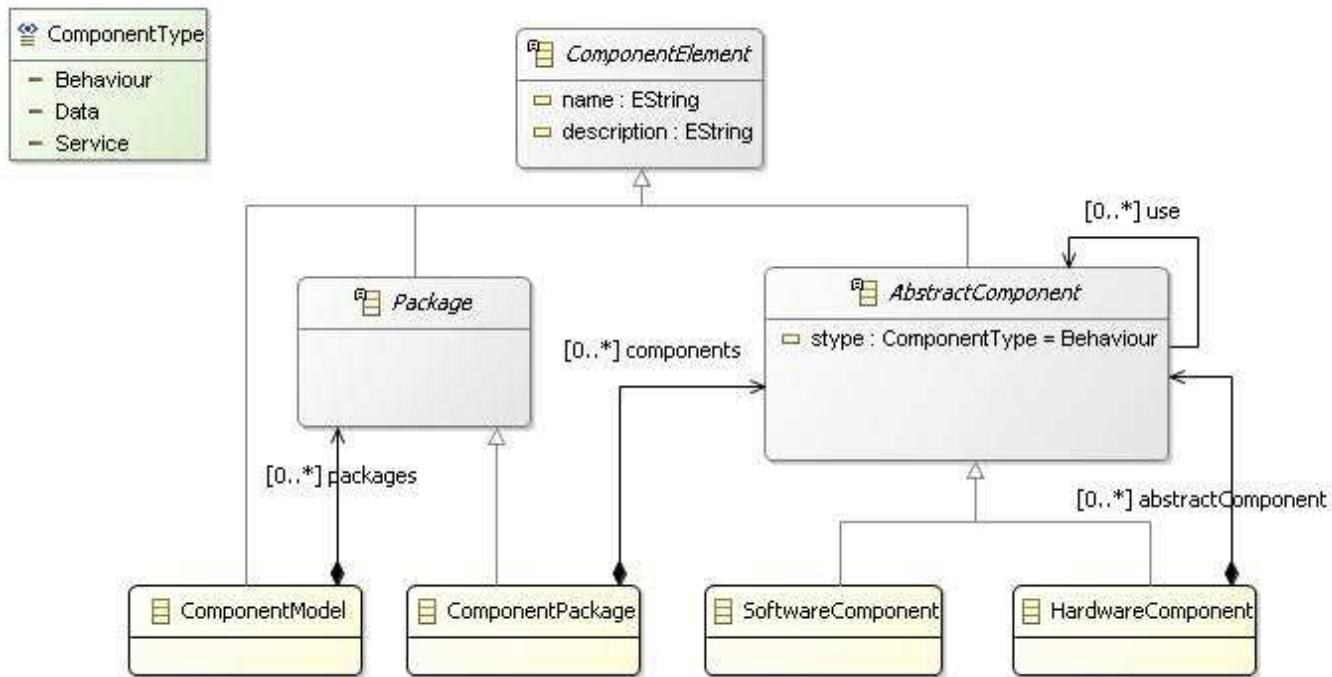 ComponentType
Behaviour
Data
Service
ComponentElement
name : EString
description : EString
[0..*] use
Package
AbstractComponent
stype : ComponentType = Behaviour
[0..*] components
[0..*] packages
[0..*] abstractComponent
ComponentModel
ComponentPackage
SoftwareComponent
HardwareComponent